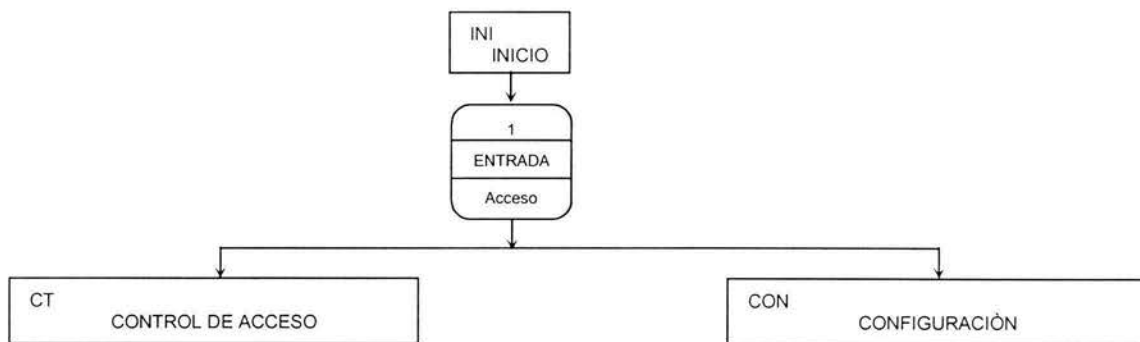 INI
INICIO
1
ENTRADA
Acceso
CT
CONTROL DE ACCESO
CON
CONFIGURACIÒN